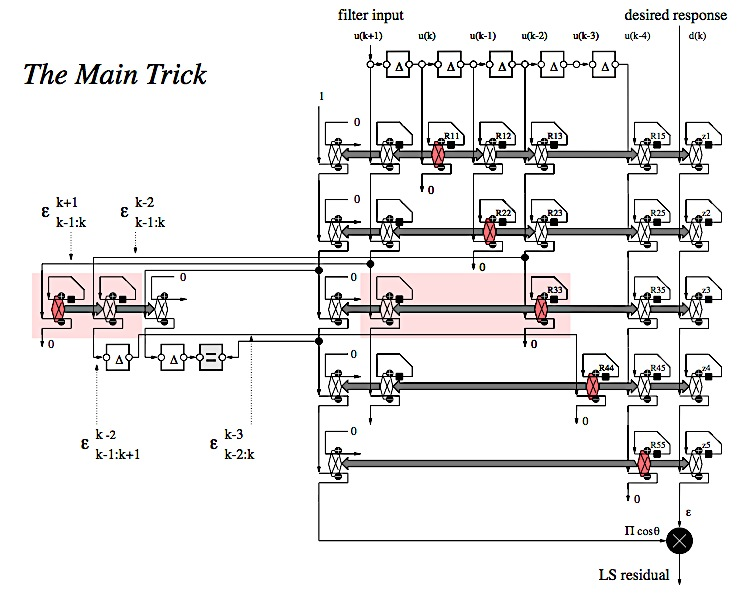 filter input
desired response
u(k+1) u(k) u(k-1) u(k-2) u(k-3) u(k-4) d(k)
The Main Trick
Δ Δ Δ Δ Δ
1
0 R11 R12 R13 R15 z1
0
0 R22 R23 R25 z2
0
ε k+1 k-1:k
ε k-2 k-1:k
0 0 R33 R35 z3
0 0
Δ Δ =
0 R44 R45 z4
0
ε k-2 k-1:k+1
ε k-3 k-2:k
0 R55 z5
0
ε
Π cosθ
×
LS residual